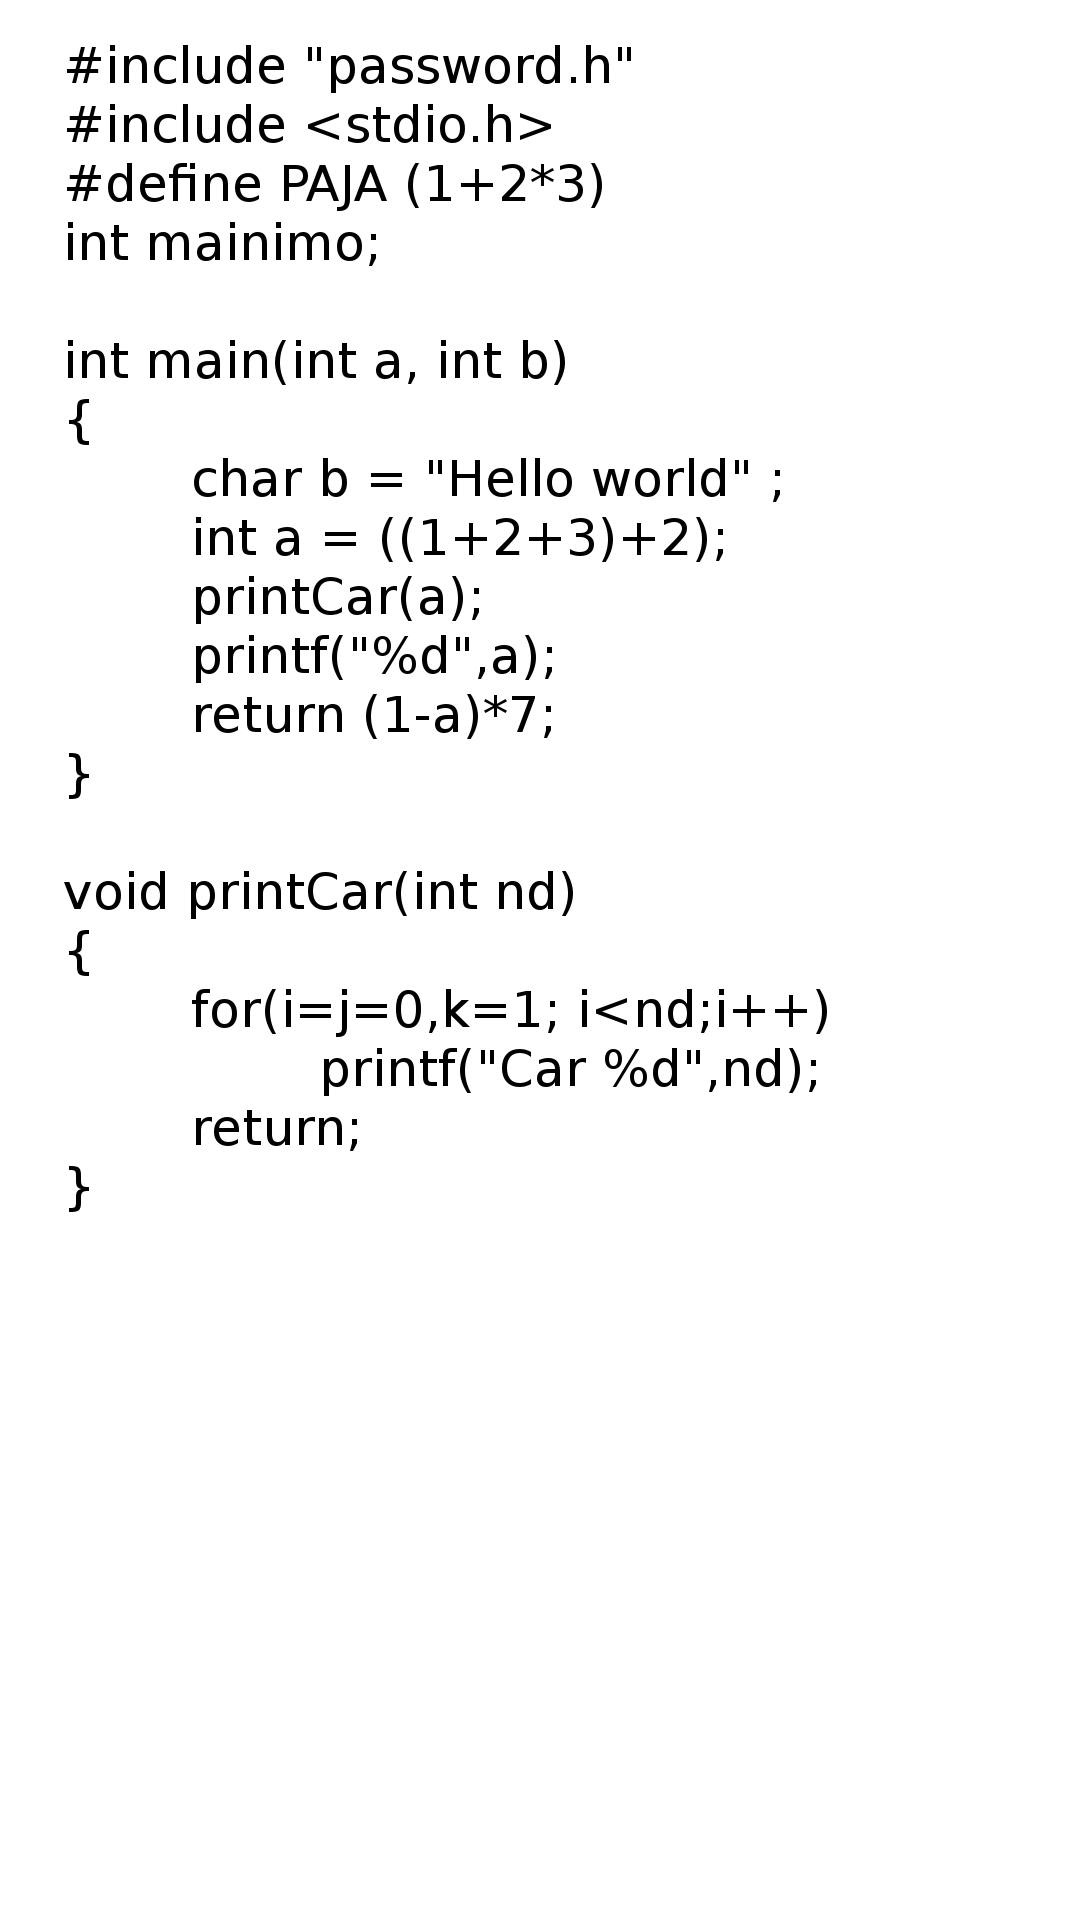 #include "password.h"
#include <stdio.h>
#define PAJA (1+2*3)
int mainimo;

int main(int a, int b)
{
	char b = "Hello world" ;
	int a = ((1+2+3)+2);
	printCar(a);
	printf("%d",a);
	return (1-a)*7;
}

void printCar(int nd)
{
	for(i=j=0,k=1; i<nd;i++)
		printf("Car %d",nd);
	return;
}